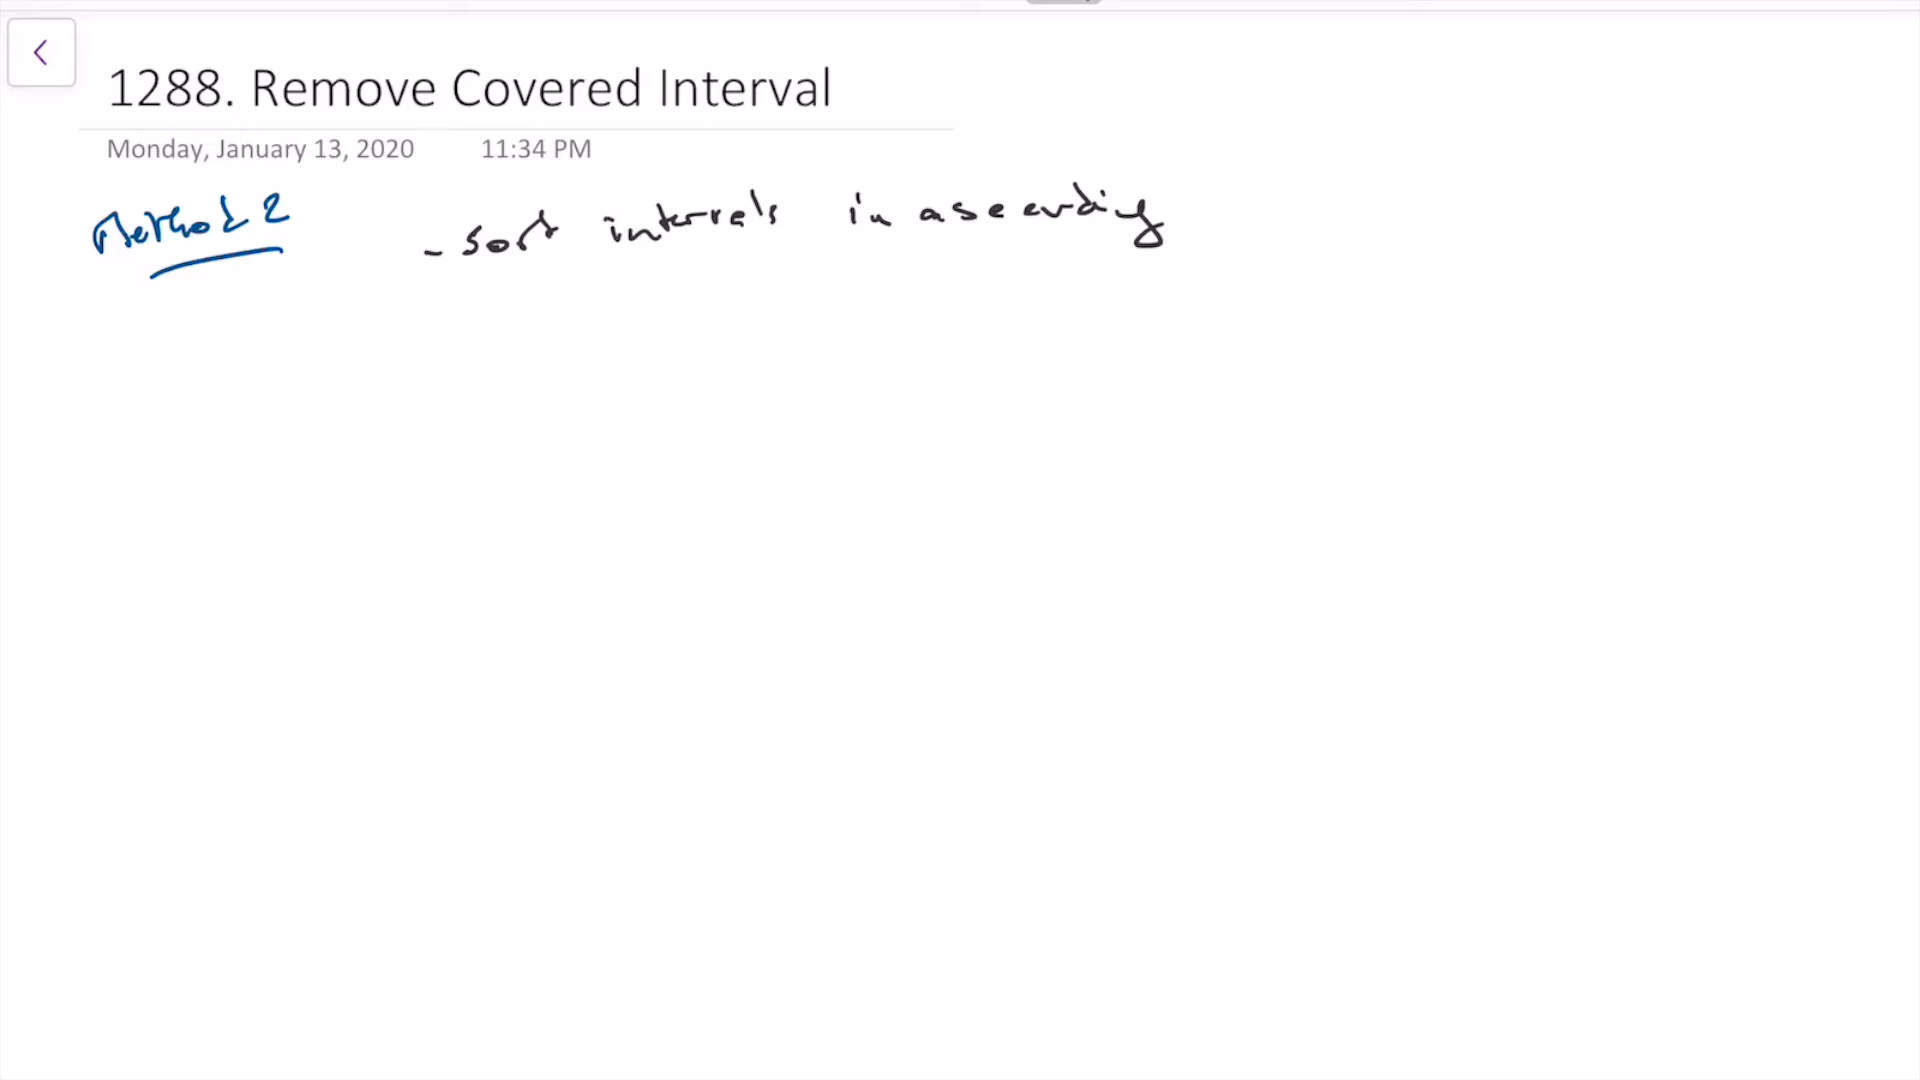 1288. Remove Covered Interval
Monday, January 13, 2020 11:34 PM
Method 2 - sort intervals in ascending